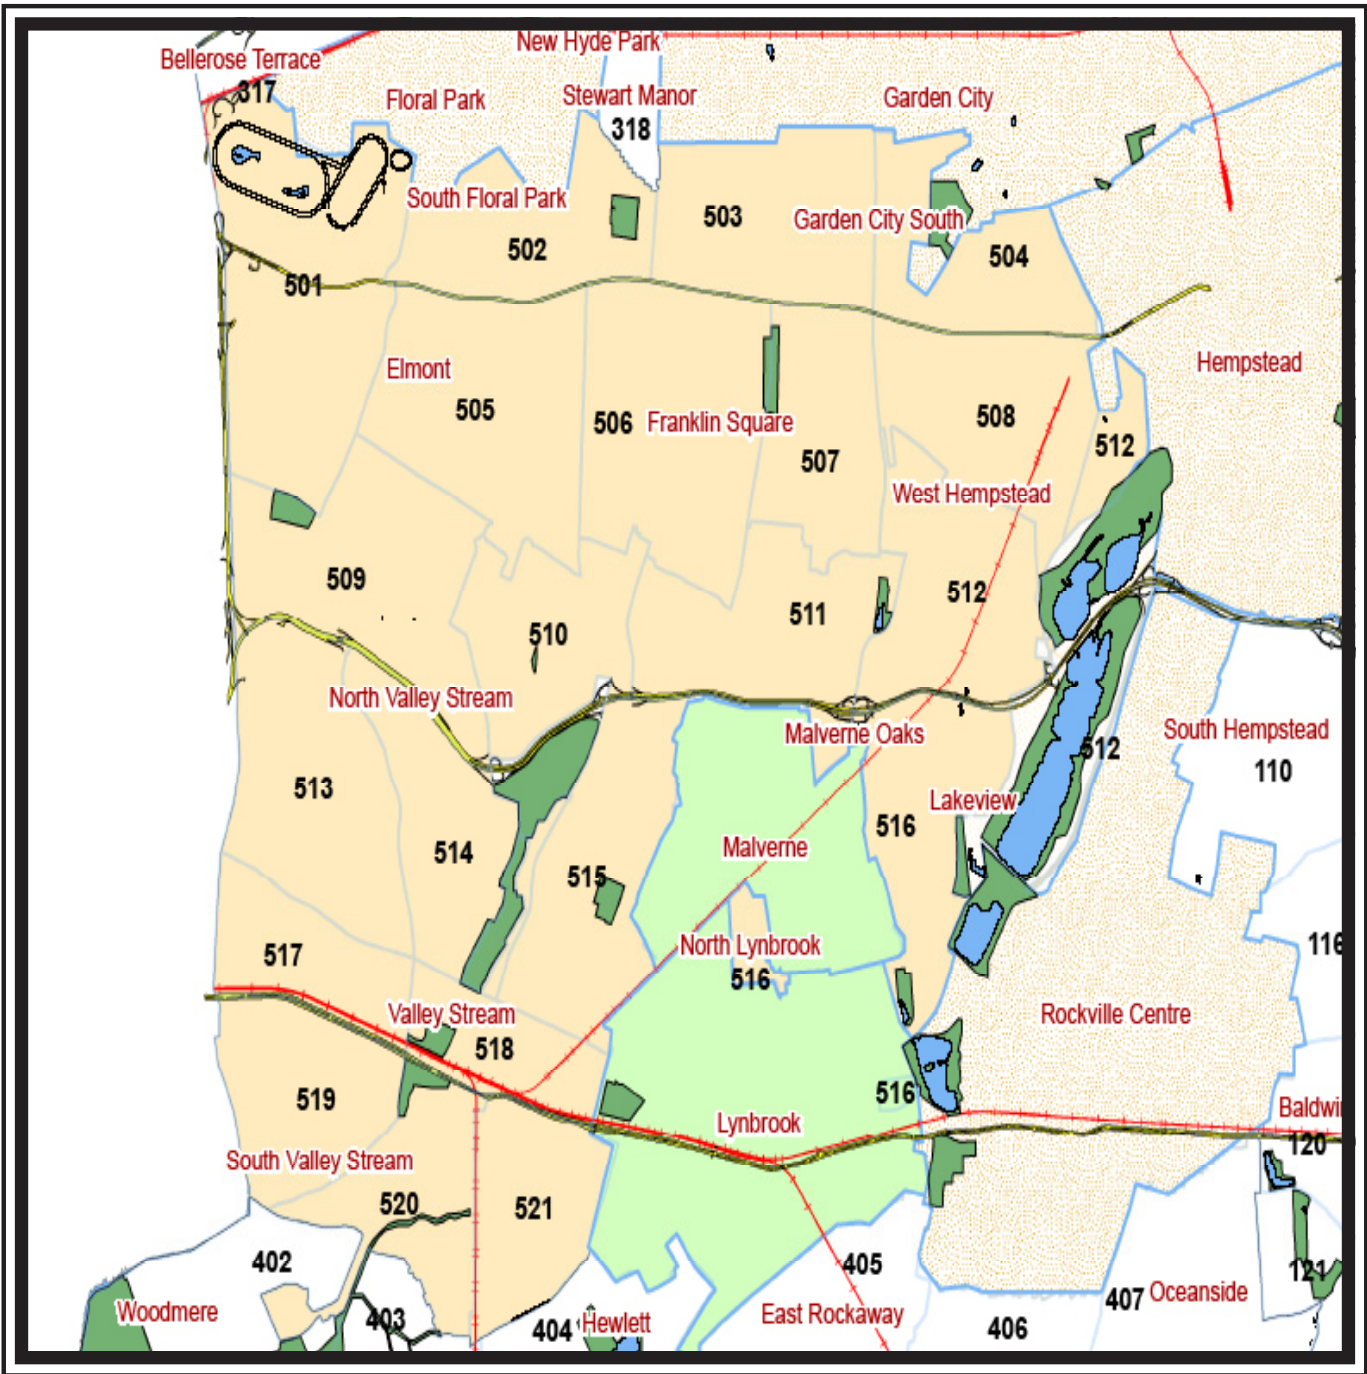 New Hyde Park
Bellerose Terrace
317
Floral Park
Stewart Manor
Garden City
318
South Floral Park
503
Garden City South
502
504
501
Elmont
Hempstead
505
506
Franklin Square
508
512
507
West Hempstead
509
512
511
510
North Valley Stream
Malverne Oaks
South Hempstead
512
110
513
Lakeview
516
514
Malverne
515
517
North Lynbrook
116
516
Valley Stream
Rockville Centre
518
519
516
Lynbrook
Baldwi
120
South Valley Stream
520
521
402
405
121
Woodmere
403
404
Hewlett
East Rockaway
406
407
Oceanside